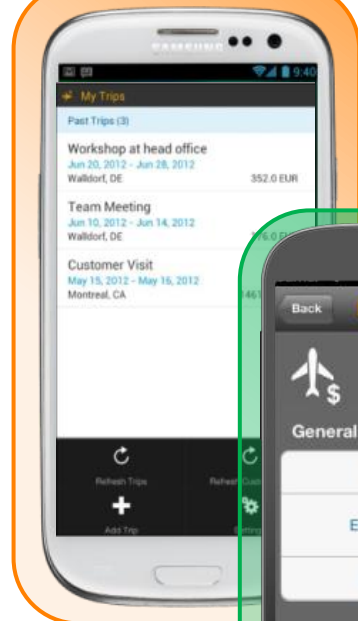 SAMSUNG
9:40
My Trips
Past Trips (3)
Workshop at head office
Jun 20, 2012 - Jun 28, 2012
Walldorf, DE 352.0 EUR
Team Meeting
Jun 10, 2012 - Jun 14, 2012
Walldorf, DE
Customer Visit
May 15, 2012 - May 16, 2012
Montreal, CA
Refresh Trips
Refresh
Add Trip
Back
$
General
E